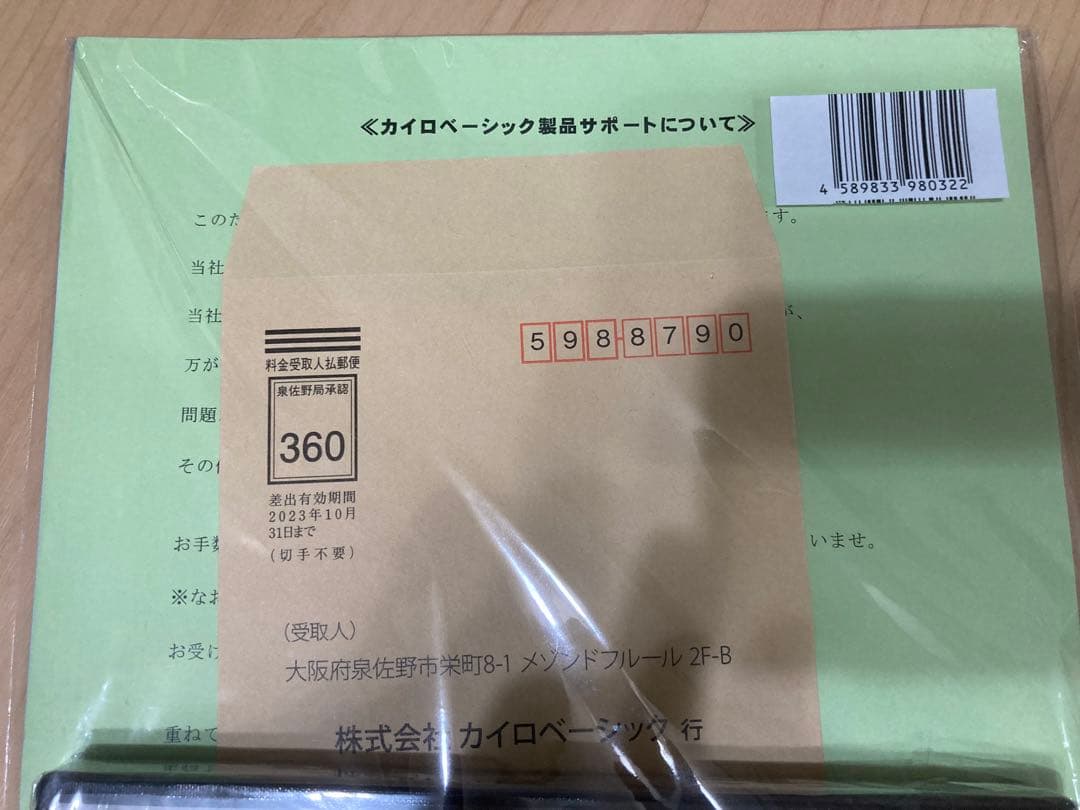 ≪カイロベーシック製品サポートについて≫
4 589833 980322
このた
す。
当社
当社
が、
万が
問題
その他
お手数
いませ。
※なお
お受け
重ねて
5988790
料金受取人払郵便
泉佐野局承認
360
差出有効期間
2023年10月
31日まで
(切手不要)
(受取人)
大阪府泉佐野市栄町8-1 メゾンドフルール 2F-B
株式会社 カイロベーシック 行